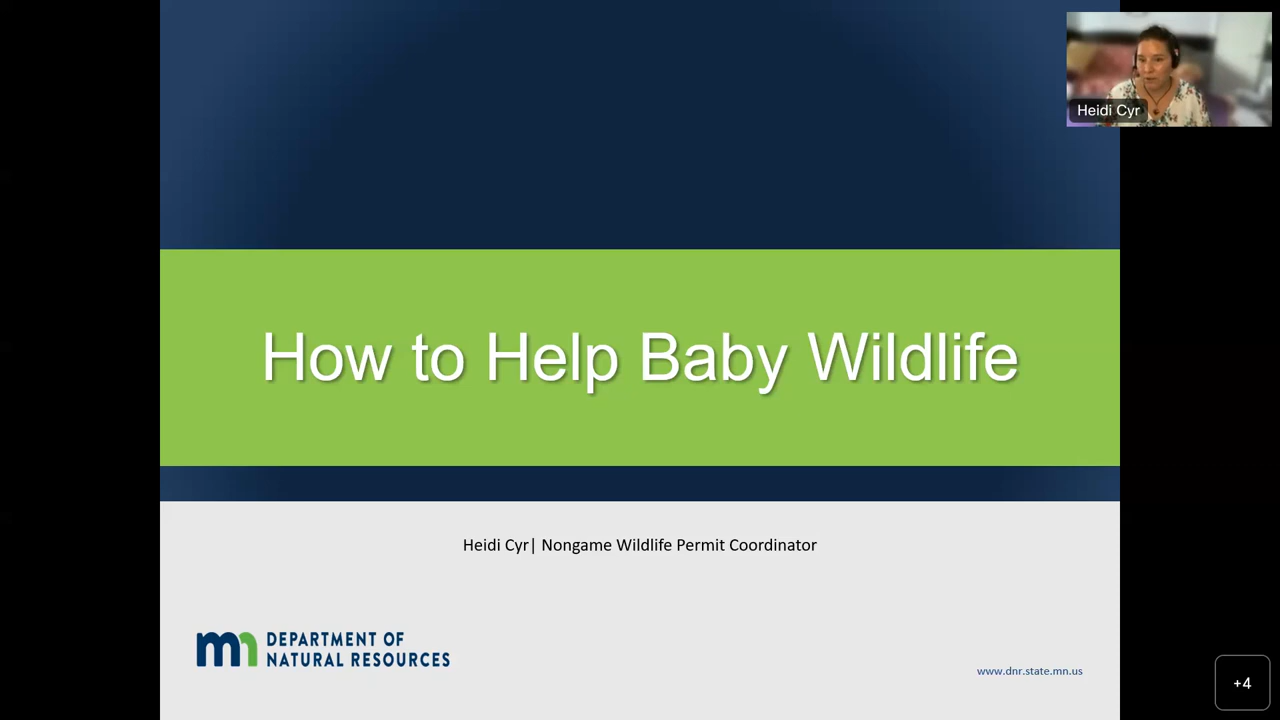 Heidi Cyr
How to Help Baby Wildlife
Heidi Cyr| Nongame Wildlife Permit Coordinator
mn DEPARTMENT OF
NATURAL RESOURCES
www.dnr.state.mn.us
+4